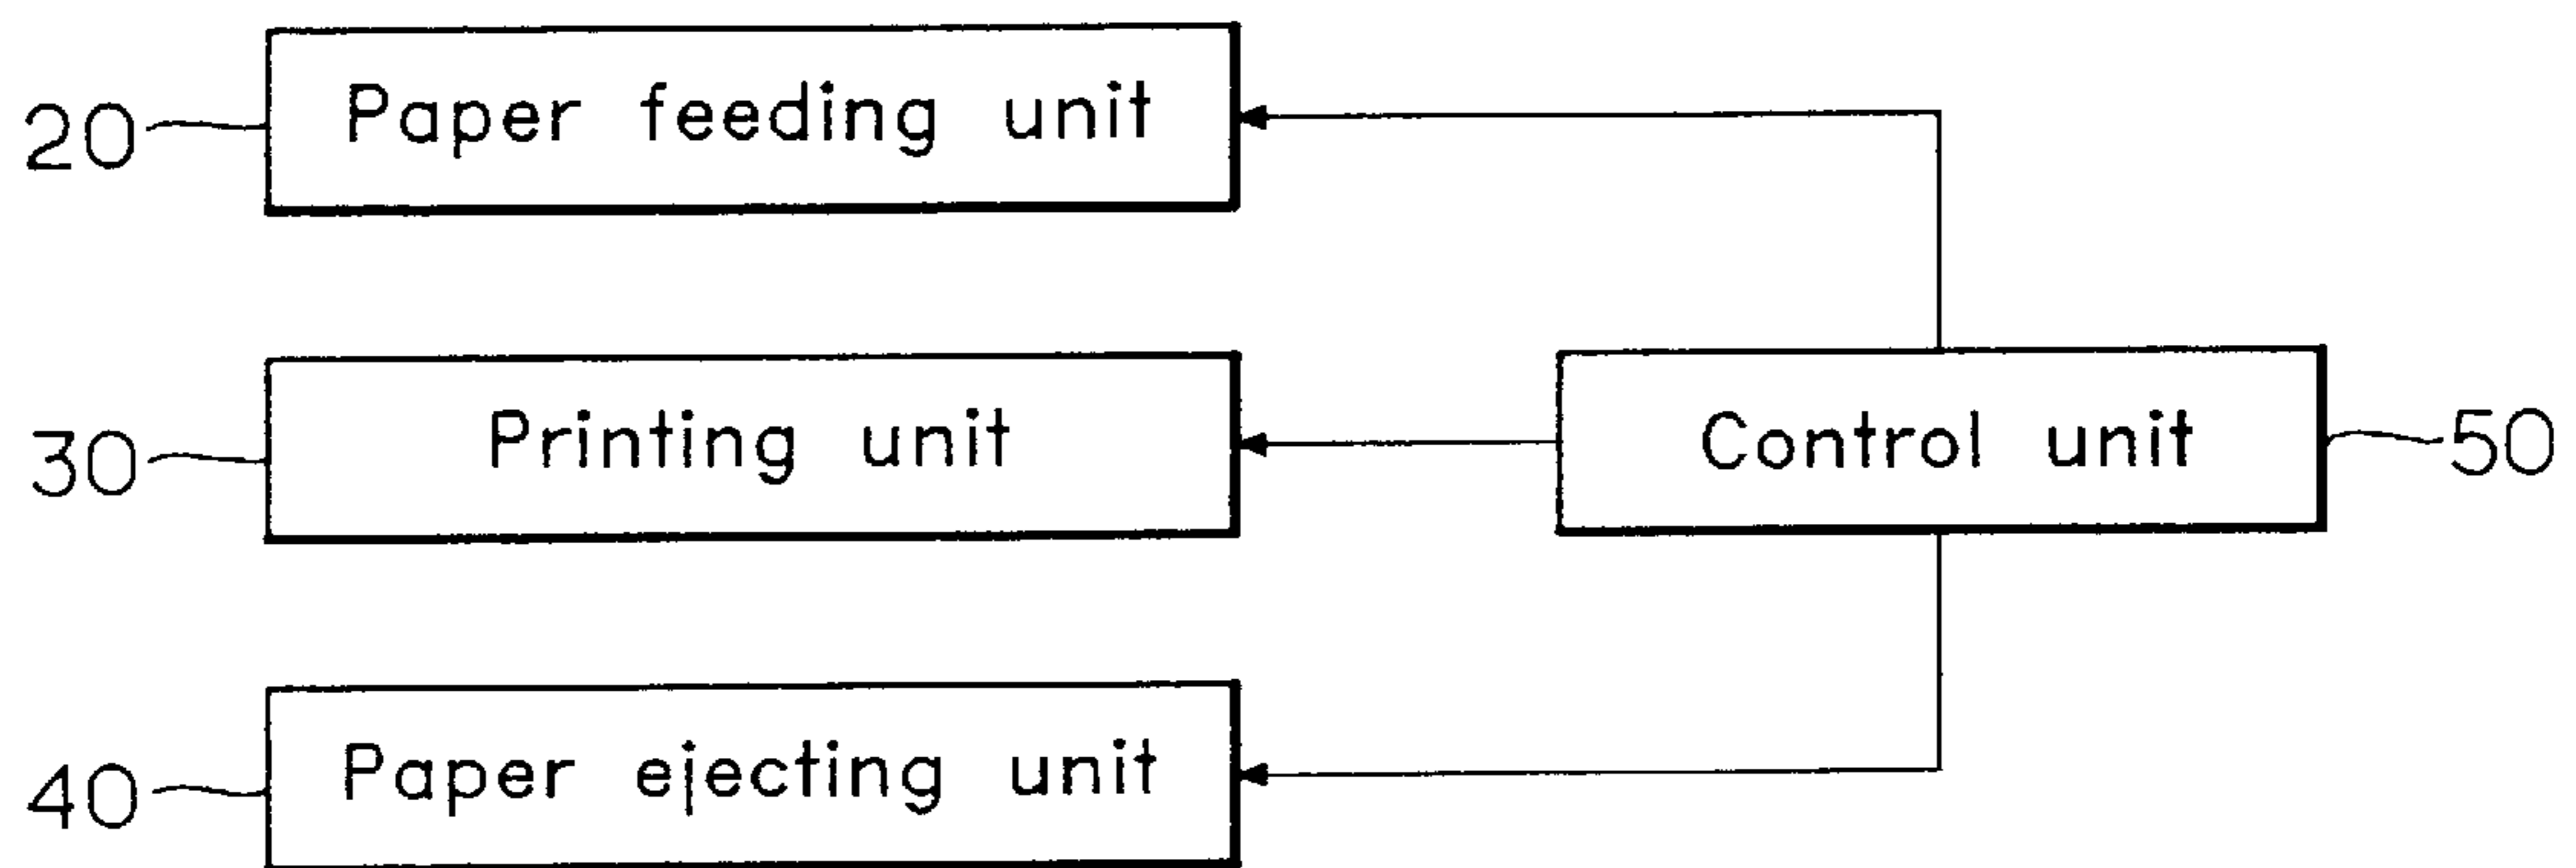 20 Paper feeding unit
30 Printing unit Control unit 50
40 Paper ejecting unit